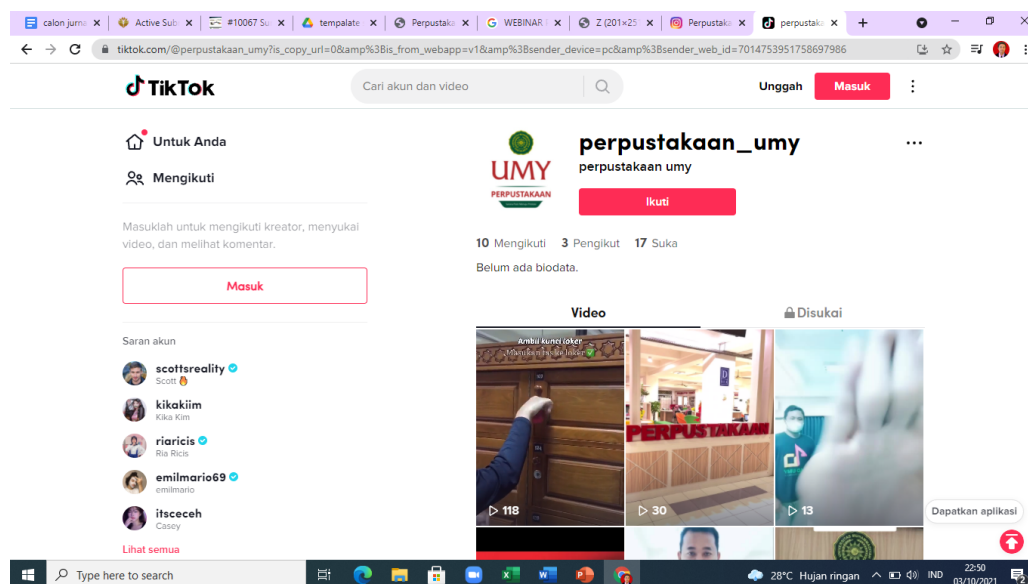 calon jurna
Active Sub
#10067 Su
tempalate
Perpustaka
WEBINAR
Z (201×25
Perpustaka
perpustak
tiktok.com/@perpustakaan_umy?is_copy_url=0&amp%3Bis_from_webapp=v1&amp%3Bsender_device=pc&amp%3Bsender_web_id=7014753951758697986
TikTok
Cari akun dan video
Unggah
Masuk
Untuk Anda
Mengikuti
Masuklah untuk mengikuti kreator, menyukai
video, dan melihat komentar.
Masuk
Saran akun
scottsreality
Scott
kikakiim
Kika Kim
riaricis
Ria Ricis
emilmario69
emilmario
itsceceh
Casey
Lihat semua
UMY
PERPUSTAKAAN
perpustakaan_umy
perpustakaan umy
Ikuti
10 Mengikuti 3 Pengikut 17 Suka
Belum ada biodata.
Video
Disukai
Ambil kunci loker
Masukan tas ke loker
118
PERPUSTAKAAN
30
13
Dapatkan aplikasi
Type here to search
28°C Hujan ringan
IND
22:50
03/10/2021